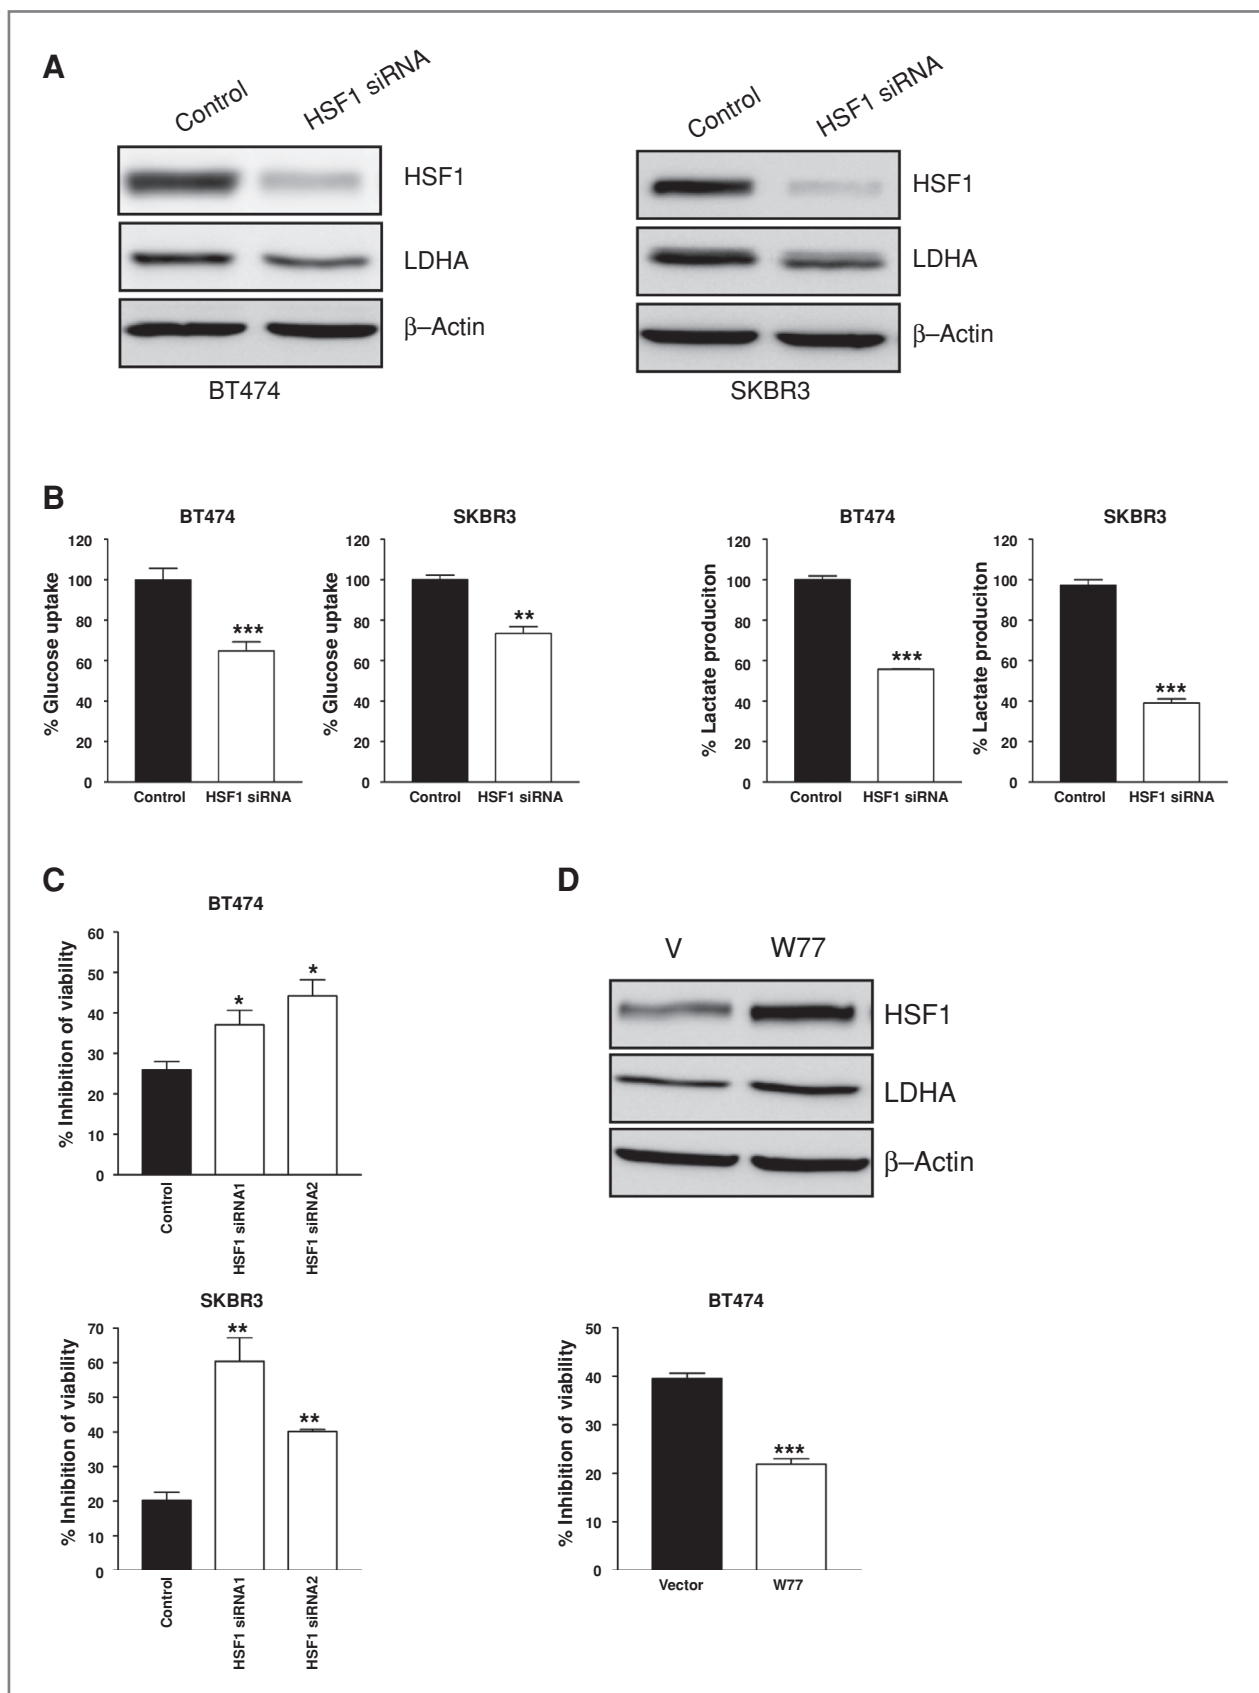 A
Control
HSF1 siRNA
HSF1
LDHA
β–Actin
BT474
Control
HSF1 siRNA
HSF1
LDHA
β–Actin
SKBR3
B
BT474
% Glucose uptake
120
100
80
60
40
20
0
***
Control
HSF1 siRNA
SKBR3
% Glucose uptake
120
100
80
60
40
20
0
**
Control
HSF1 siRNA
BT474
% Lactate produciton
120
100
80
60
40
20
0
***
Control
HSF1 siRNA
SKBR3
% Lactate produciton
120
100
80
60
40
20
0
***
Control
HSF1 siRNA
C
BT474
% Inhibition of viability
60
50
40
30
20
10
0
*
*
Control
HSF1 siRNA1
HSF1 siRNA2
SKBR3
% Inhibition of viability
70
60
50
40
30
20
10
0
**
**
Control
HSF1 siRNA1
HSF1 siRNA2
D
V
W77
HSF1
LDHA
β–Actin
BT474
% Inhibition of viability
50
40
30
20
10
0
***
Vector
W77